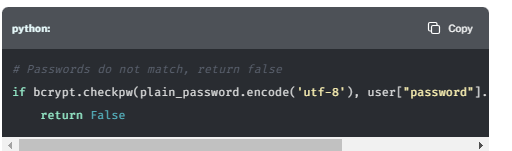 python:
Copy
# Passwords do not match, return false
if bcrypt.checkpw(plain_password.encode('utf-8'), user["password"].
    return False